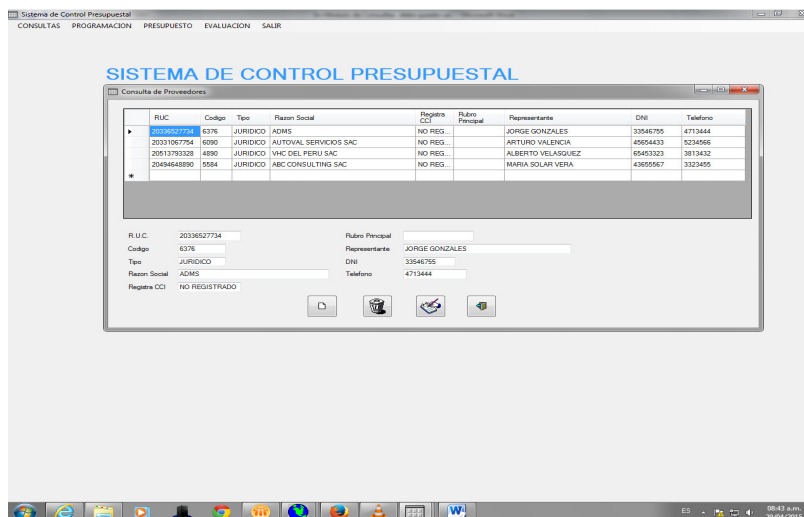 Sistema de Control Presupuestal
CONSULTAS PROGRAMACION PRESUPUESTO EVALUACION SALIR
SISTEMA DE CONTROL PRESUPUESTAL
Consulta de Proveedores
RUC Codigo Tipo Razon Social Registra CCI Rubro Principal Representante DNI Telefono
20336527734 6376 JURIDICO ADMS NO REG... JORGE GONZALES 33546755 4713444
20331067754 6090 JURIDICO AUTOVAL SERVICIOS SAC NO REG... ARTURO VALENCIA 45654433 5234566
20513793328 4890 JURIDICO VHC DEL PERU SAC NO REG... ALBERTO VELASQUEZ 65453323 3813432
20494648890 5584 JURIDICO ABC CONSULTING SAC NO REG... MARIA SOLAR VERA 43655567 3323455
R.U.C. 20336527734 Rubro Principal
Codigo 6376 Representante JORGE GONZALES
Tipo JURIDICO DNI 33546755
Razon Social ADMS Telefono 4713444
Registra CCI NO REGISTRADO
ES 08:43 a.m.
20/04/2015